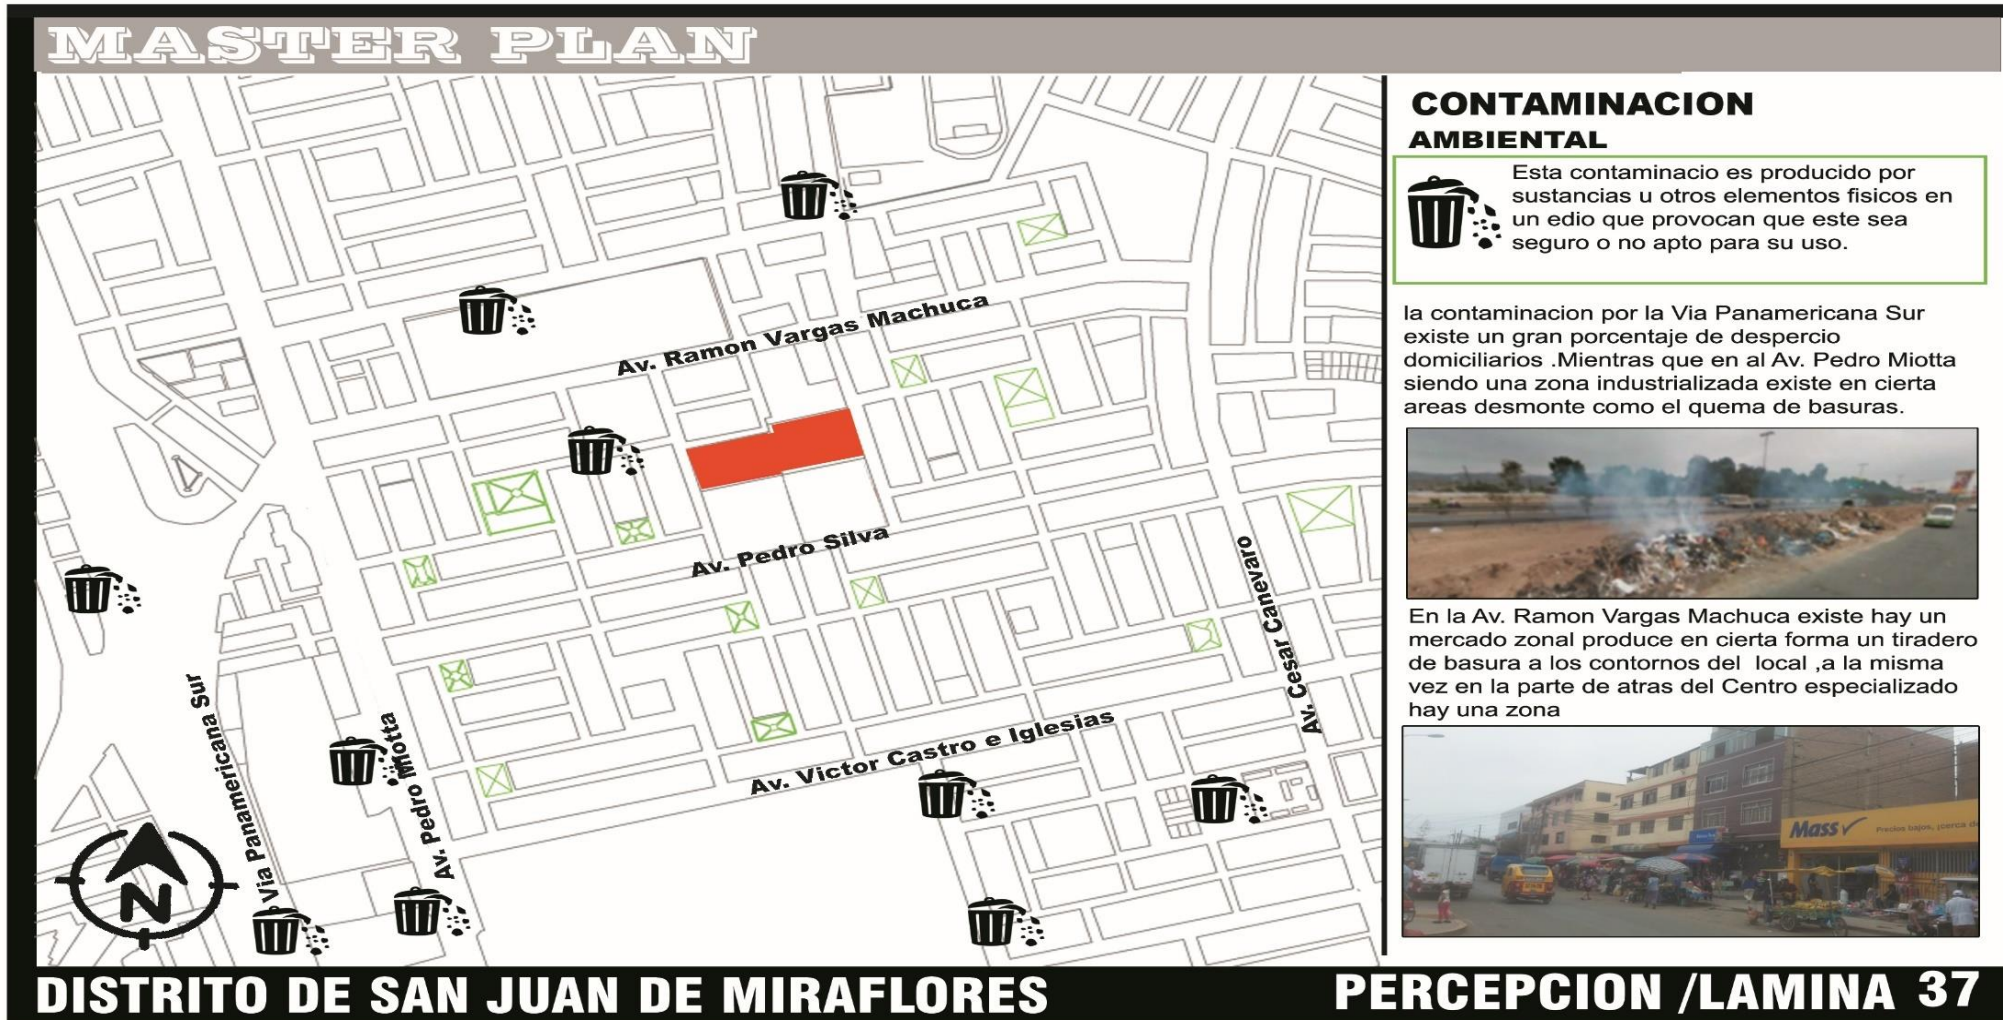 MASTER PLAN
Av. Ramon Vargas Machuca
Av. Pedro Silva
Av. Cesar Canevaro
Via Panamericana Sur
Av. Pedro Miotta
Av. Victor Castro e Iglesias
N
CONTAMINACION
AMBIENTAL
Esta contaminacio es producido por
sustancias u otros elementos fisicos en
un edio que provocan que este sea
seguro o no apto para su uso.
la contaminacion por la Via Panamericana Sur
existe un gran porcentaje de despercio
domiciliarios .Mientras que en al Av. Pedro Miotta
siendo una zona industrializada existe en cierta
areas desmonte como el quema de basuras.
En la Av. Ramon Vargas Machuca existe hay un
mercado zonal produce en cierta forma un tiradero
de basura a los contornos del local ,a la misma
vez en la parte de atras del Centro especializado
hay una zona
Mass
Precios bajos,
DISTRITO DE SAN JUAN DE MIRAFLORES
PERCEPCION /LAMINA 37